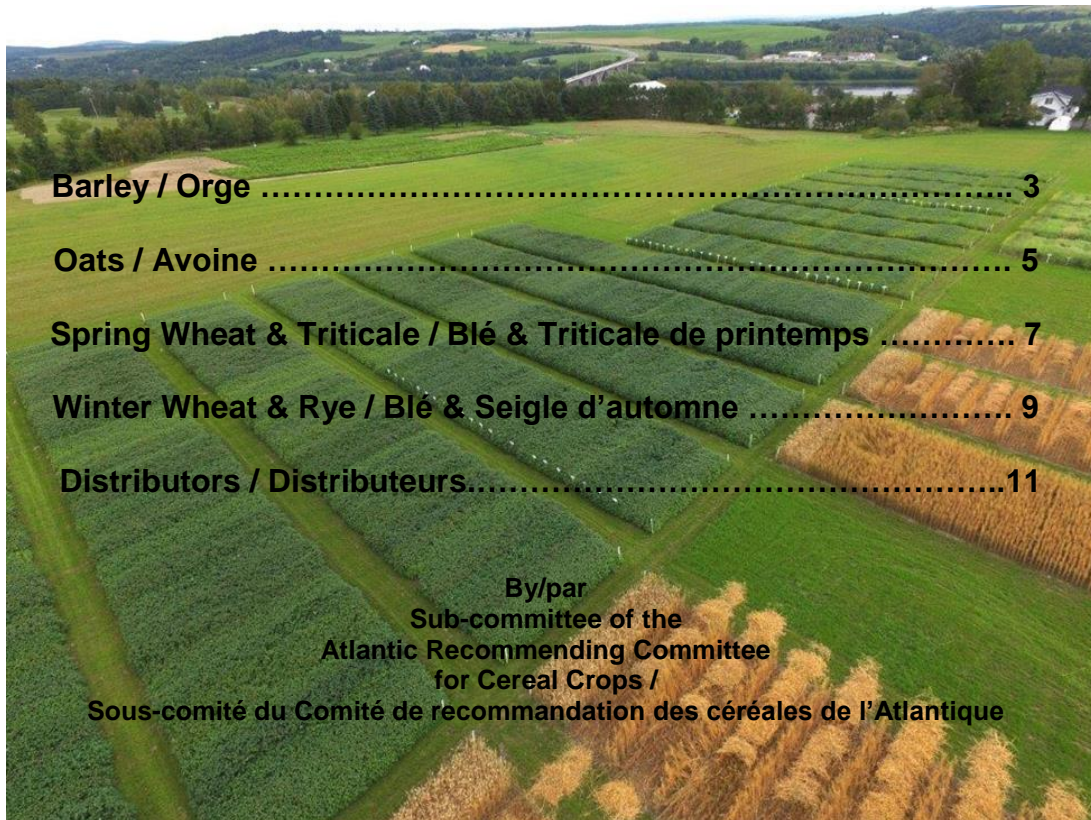 Barley / Orge ………………………………………………………….. 3
Oats / Avoine …………………………………………………………. 5
Spring Wheat & Triticale / Blé & Triticale de printemps …………. 7
Winter Wheat & Rye / Blé & Seigle d’automne ……………………. 9
Distributors / Distributeurs.…………………………………………..11
By/par
Sub-committee of the
Atlantic Recommending Committee
for Cereal Crops /
Sous-comité du Comité de recommandation des céréales de l’Atlantique